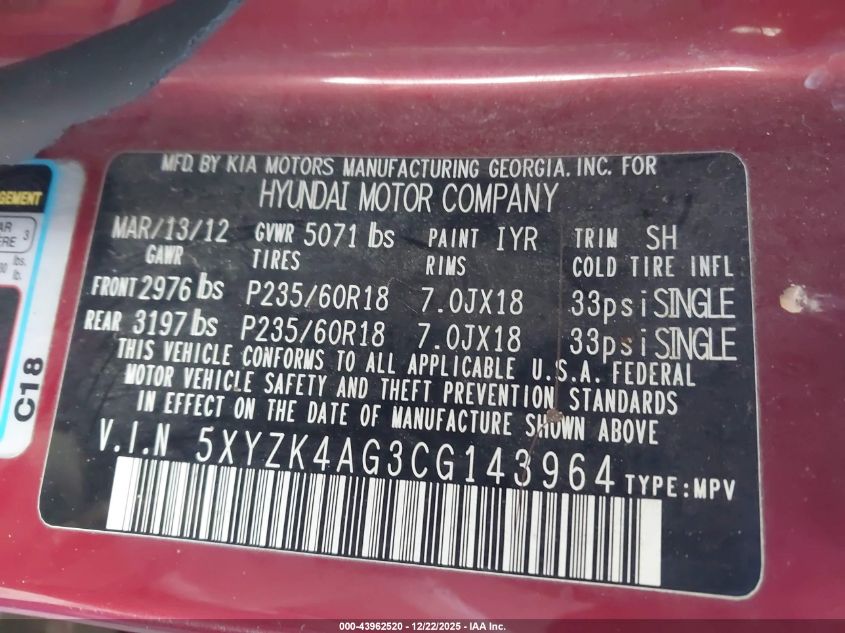 MFD. BY KIA MOTORS MANUFACTURING GEORGIA. INC. FOR
HYUNDAI MOTOR COMPANY
MAR/13/12 GVWR 5071 lbs PAINT IYR TRIM SH
GAWR TIRES RIMS COLD TIRE INFL
FRONT 2976 lbs P235/60R18 7.0JX18 33psi SINGLE
REAR 3197 lbs P235/60R18 7.0JX18 33psi SINGLE
THIS VEHICLE CONFORMS TO ALL APPLICABLE U.S.A. FEDERAL
MOTOR VEHICLE SAFETY AND THEFT PREVENTION STANDARDS
IN EFFECT ON THE DATE OF MANUFACTURE SHOWN ABOVE
V.I.N 5XYZK4AG3CG143964 TYPE:MPV
C18
000-43962520 - 12/22/2025 - IAA Inc.